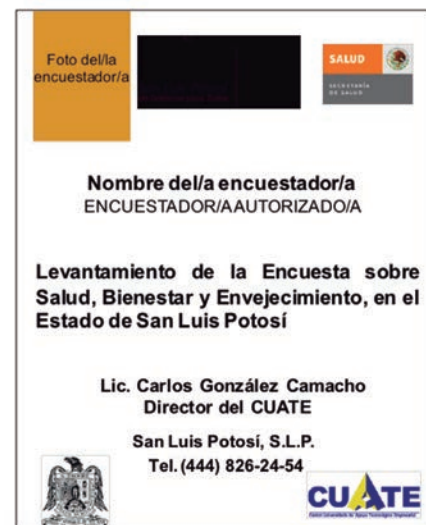 Foto del/la
encuestador/a
SALUD
SECRETARÍA
DE SALUD
Nombre del/a encuestador/a
ENCUESTADOR/AAUTORIZADO/A
Levantamiento de la Encuesta sobre
Salud, Bienestar y Envejecimiento, en el
Estado de San Luis Potosí
Lic. Carlos González Camacho
Director del CUATE
San Luis Potosí, S.L.P.
Tel. (444) 826-24-54
CUATE